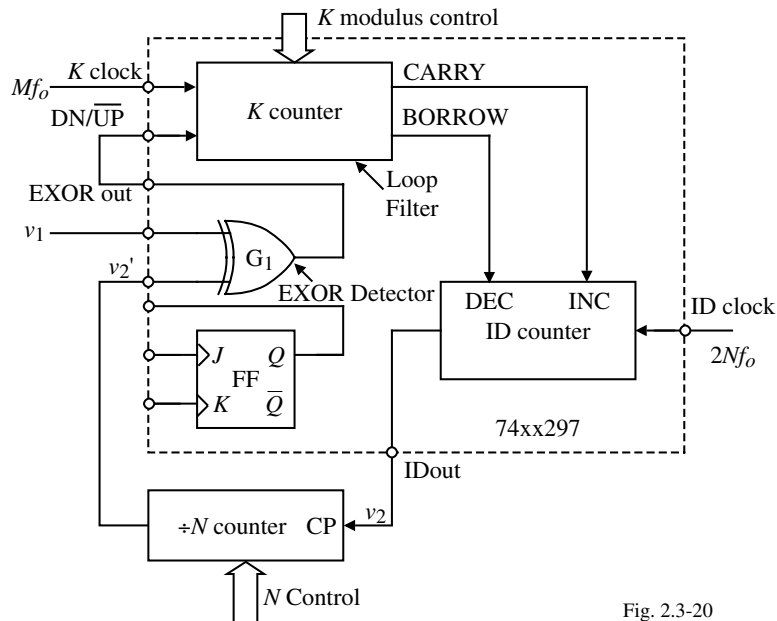 K modulus control
K clock
Mfₒ
CARRY
DN/U̅P̅
K counter
BORROW
EXOR out
Loop
Filter
v₁
G₁
v₂'
EXOR Detector
DEC INC
ID counter
ID clock
2Nfₒ
J Q
FF
K Q̅
74xx297
IDout
÷N counter CP
v₂
N Control
Fig. 2.3-20